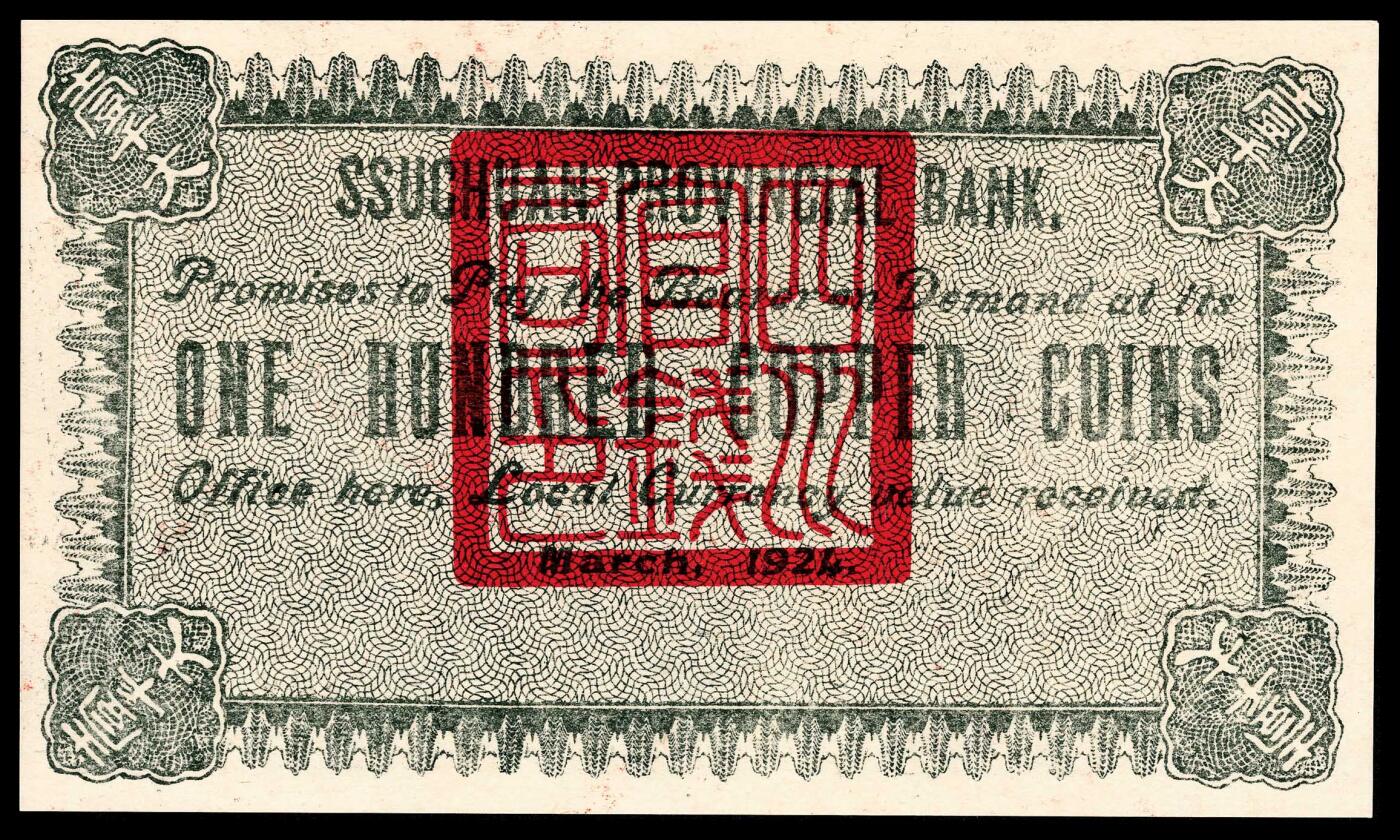 SSUCHUAN PROVINCIAL BANK.
Promises to Pay the Bearer on Demand at its
ONE HUNDRED COPPER COINS
Office here, Local Currency value received.
March, 1924.